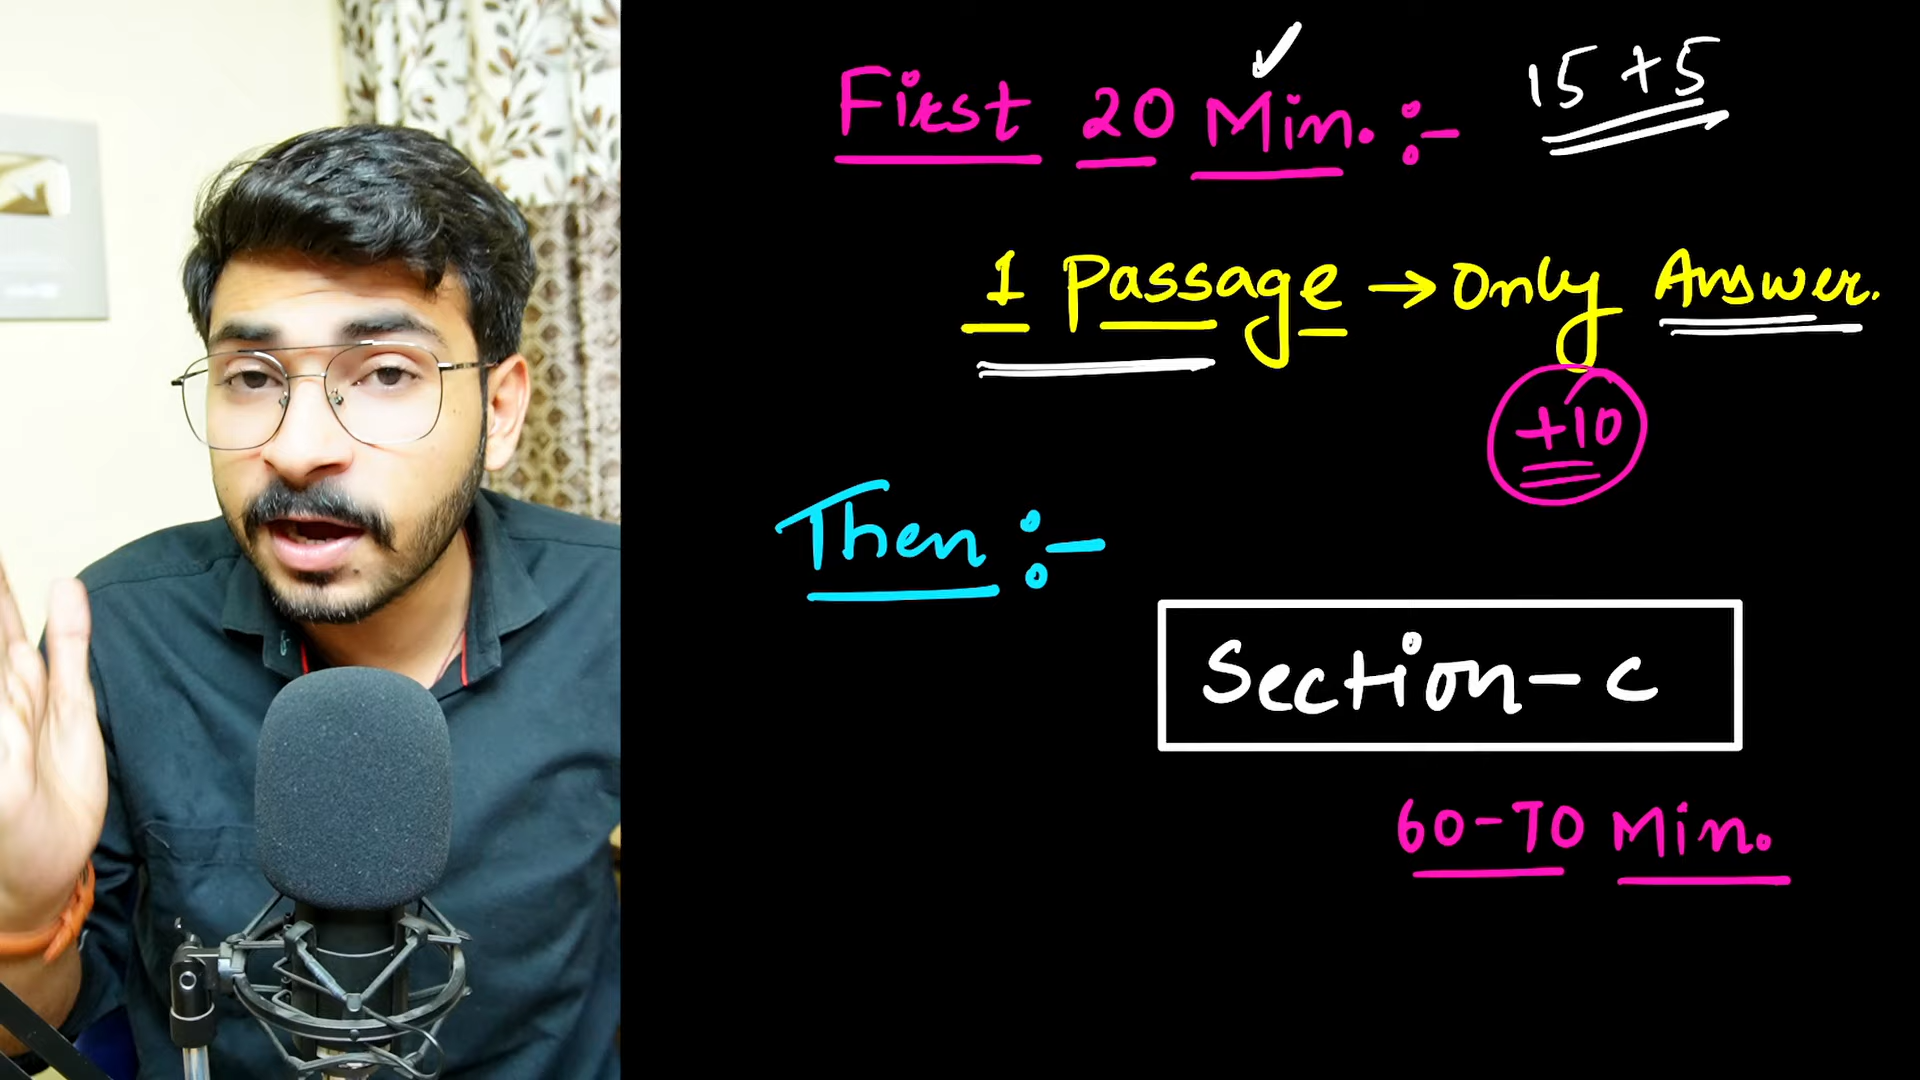 First 20 Min. :- 15 + 5
1 Passage → Only Answer.
+10
Then :-
Section - C
60-70 Min.